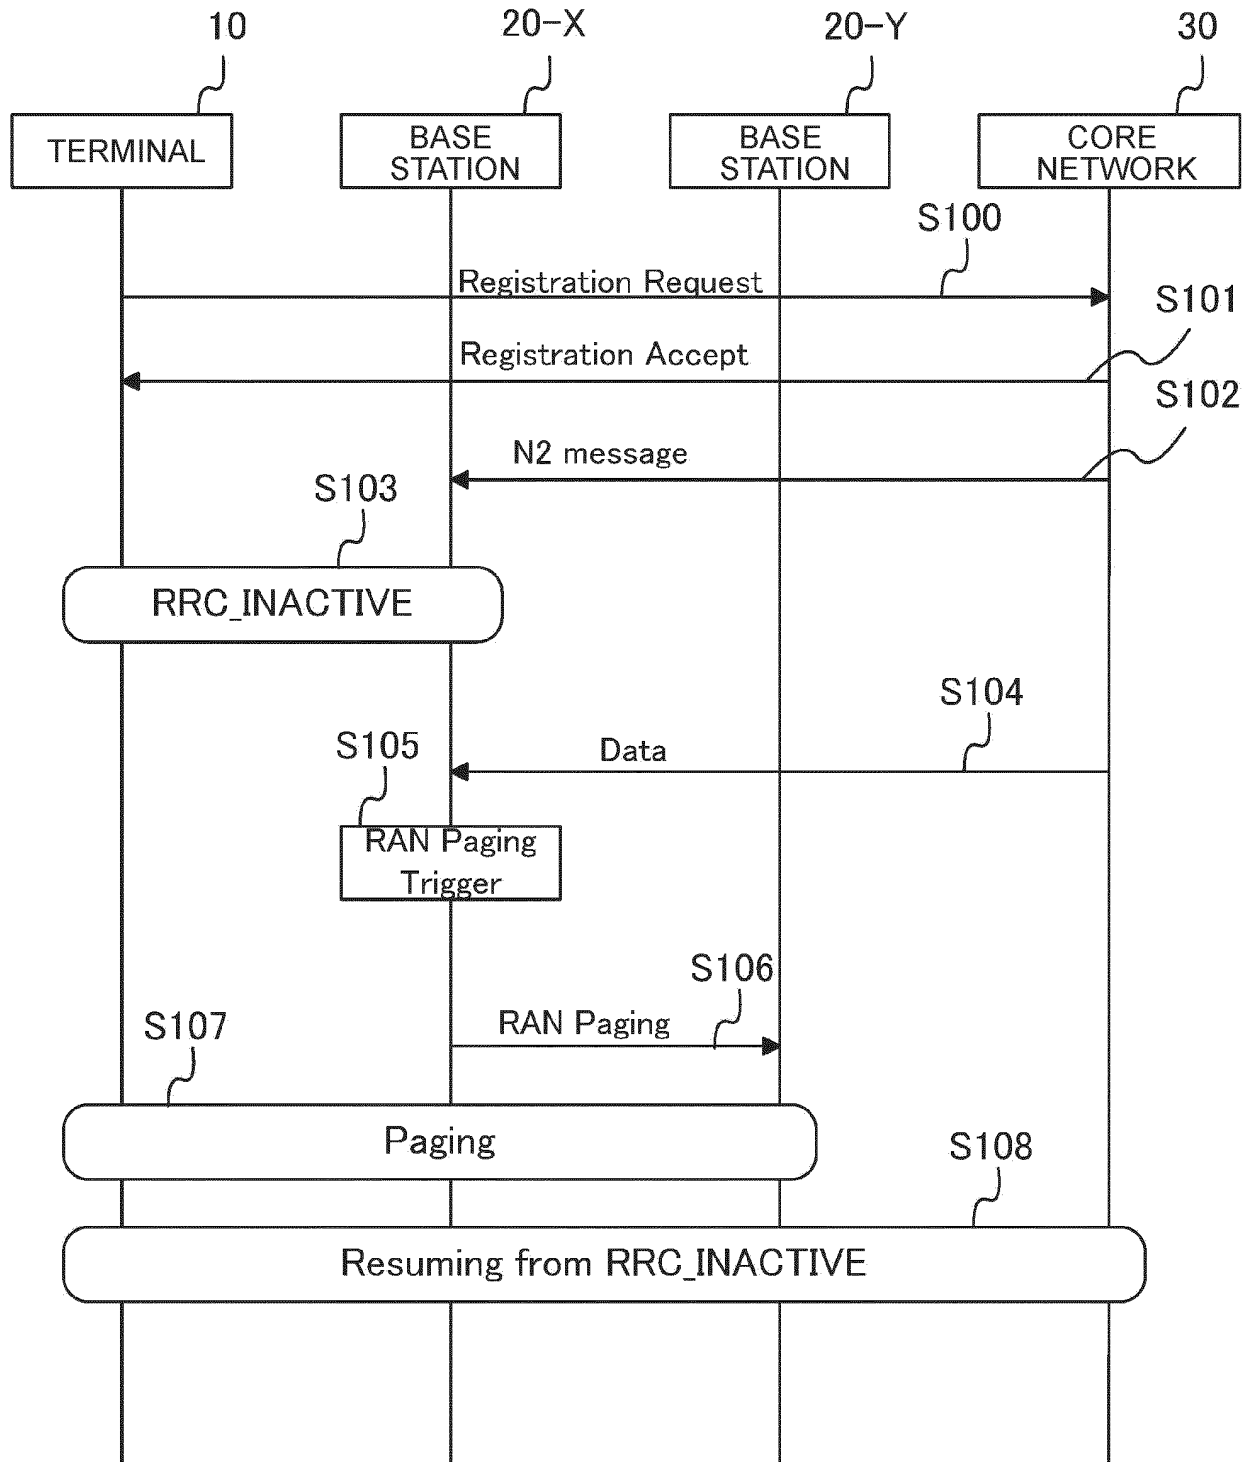 10
20-X
20-Y
30
TERMINAL
BASE
STATION
BASE
STATION
CORE
NETWORK
S100
Registration Request
S101
Registration Accept
S102
N2 message
S103
RRC_INACTIVE
S104
Data
S105
RAN Paging
Trigger
S106
RAN Paging
S107
Paging
S108
Resuming from RRC_INACTIVE